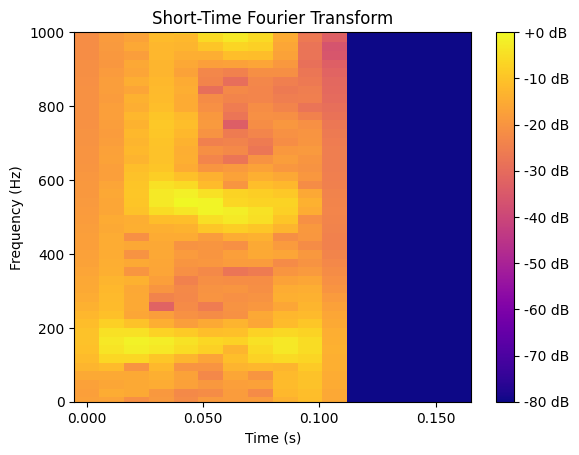 Short-Time Fourier Transform
1000
800
600
400
200
0
Frequency (Hz)
0.000
0.050
0.100
0.150
Time (s)
+0 dB
-10 dB
-20 dB
-30 dB
-40 dB
-50 dB
-60 dB
-70 dB
-80 dB